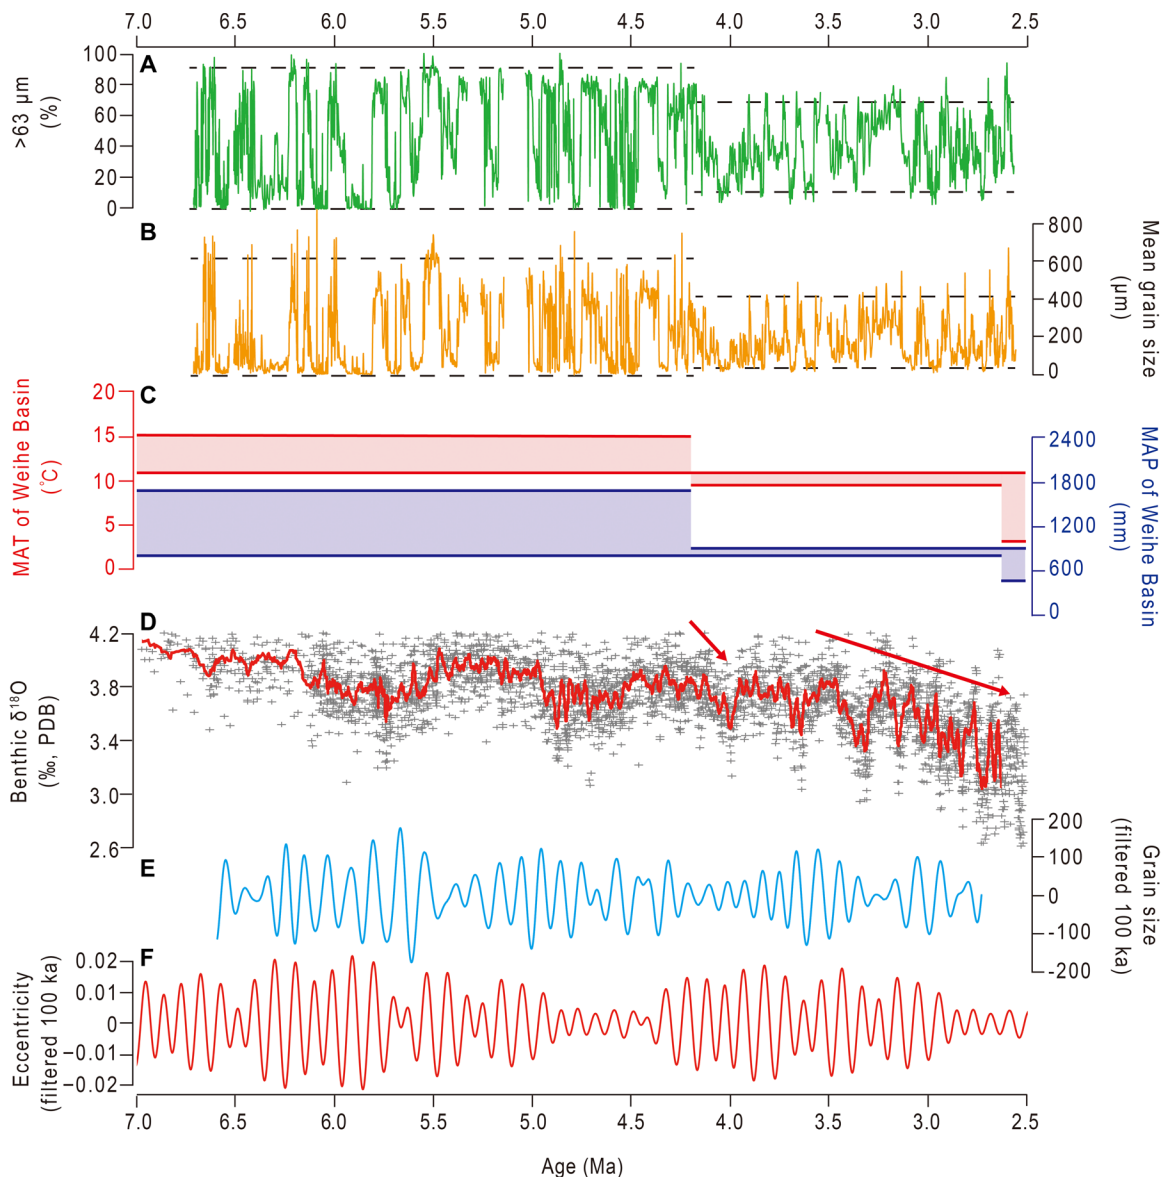 7.0 6.5 6.0 5.5 5.0 4.5 4.0 3.5 3.0 2.5
A
100
80
60
40
20
0
>63 μm
(%)
B
800
600
400
200
0
Mean grain size
(μm)
C
20
15
10
5
0
MAT of Weihe Basin
(°C)
2400
1800
1200
600
0
MAP of Weihe Basin
(mm)
D
4.2
3.8
3.4
3.0
2.6
Benthic δ18O
(‰, PDB)
E
200
100
0
-100
-200
Grain size
(filtered 100 ka)
F
0.02
0.01
0
−0.01
−0.02
Eccentricity
(filtered 100 ka)
7.0 6.5 6.0 5.5 5.0 4.5 4.0 3.5 3.0 2.5
Age (Ma)